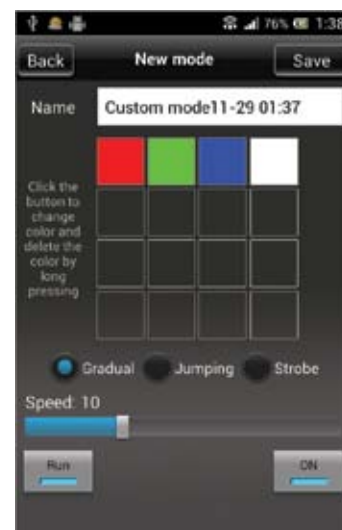 76% 1:38
Back New mode Save
Name Custom mode11-29 01:37
Click the
button to
change
color and
delete the
color by
long
pressing
Gradual Jumping Strobe
Speed: 10
Run ON